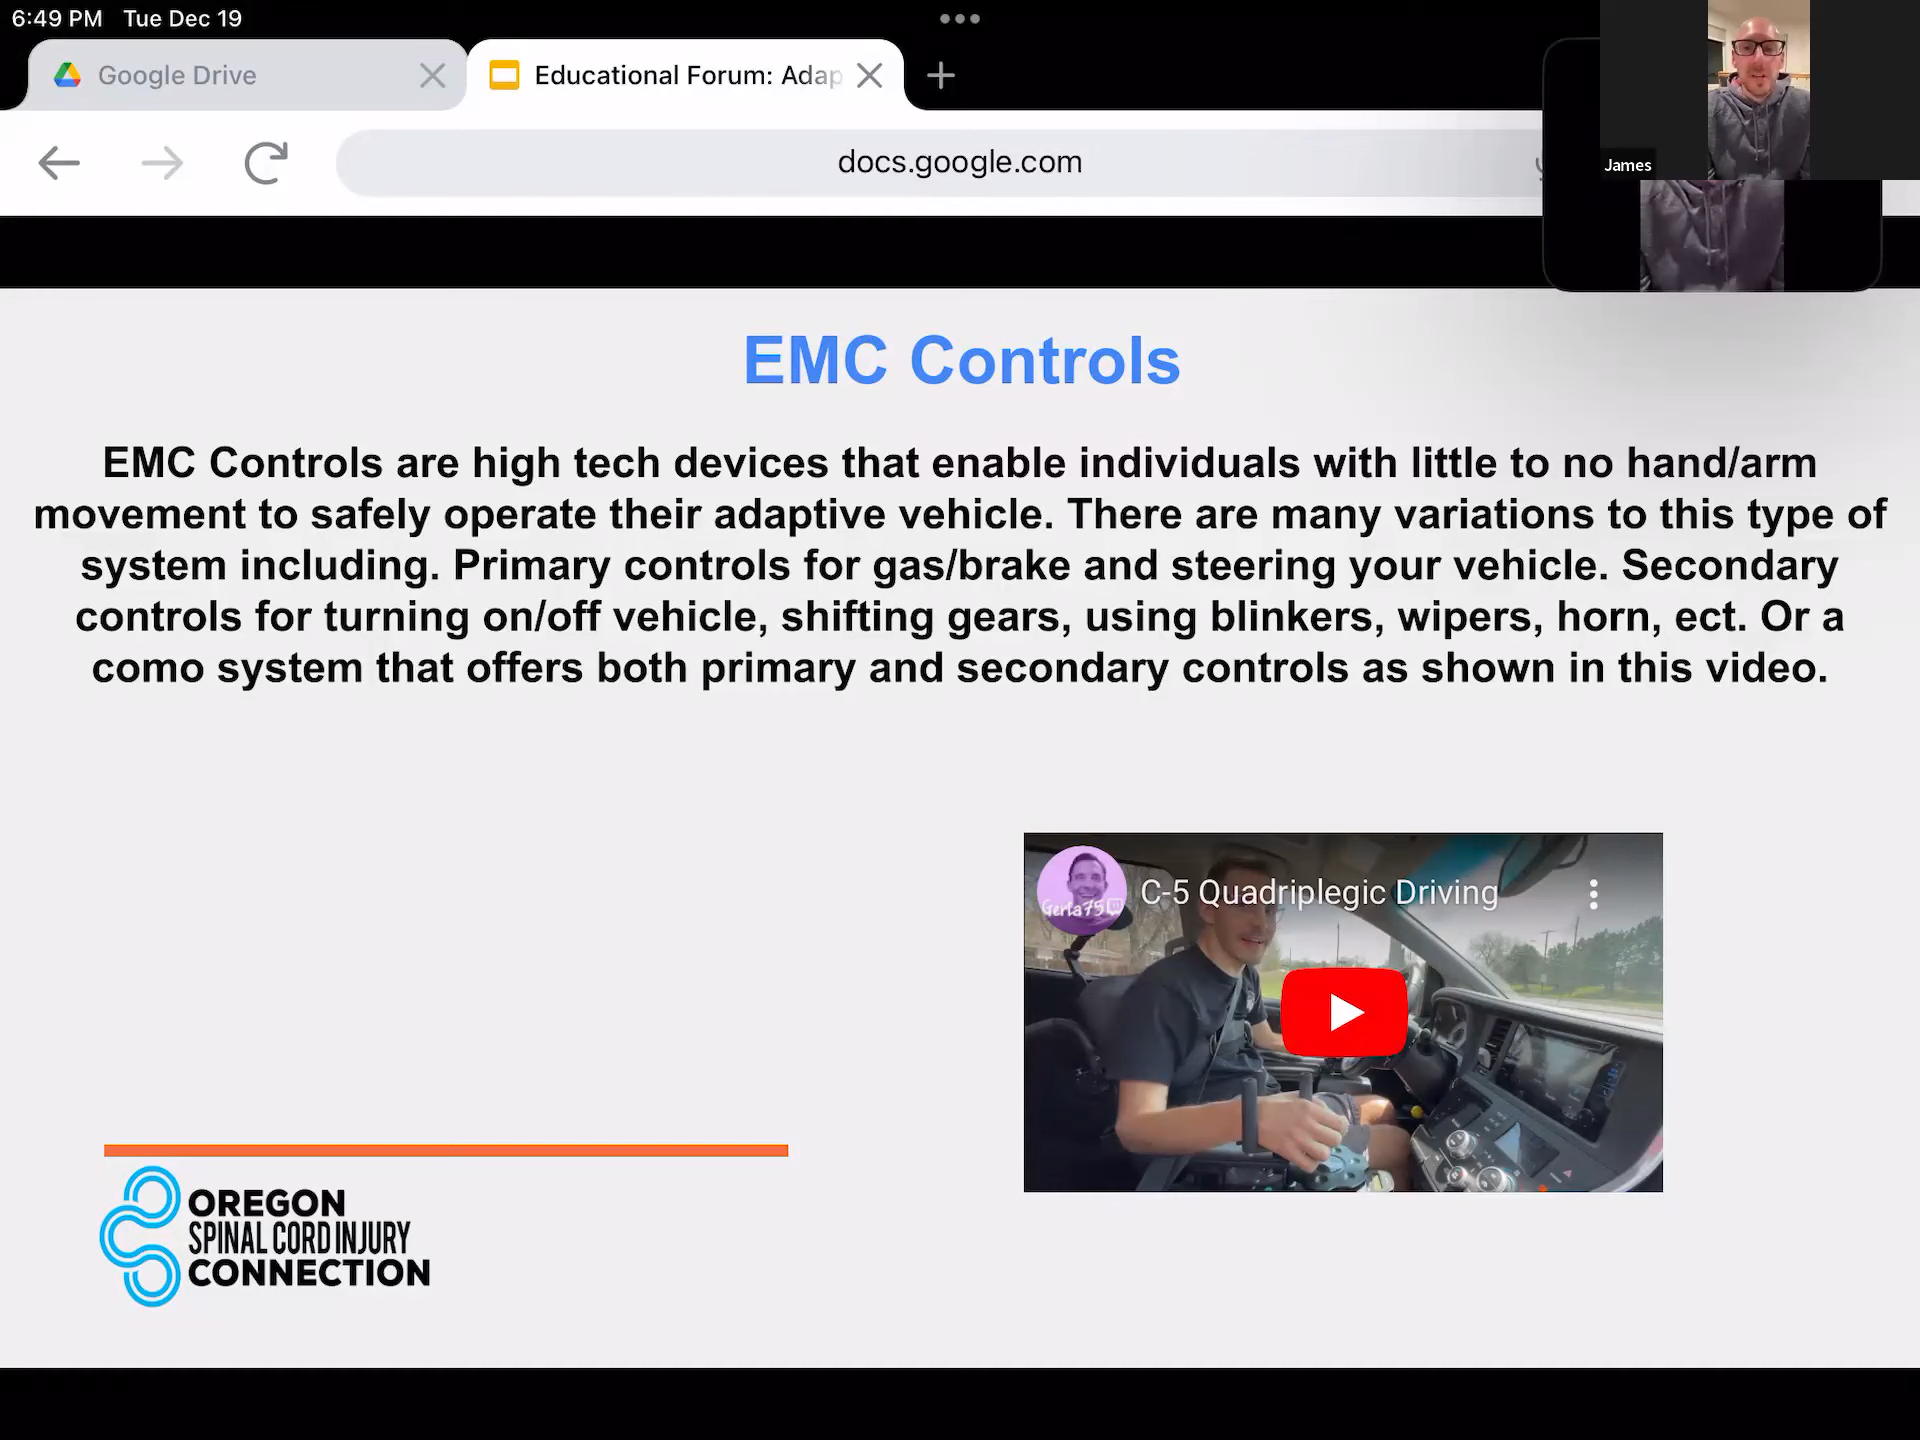 6:49 PM Tue Dec 19
Google Drive
Educational Forum: Adap
docs.google.com
James
EMC Controls
EMC Controls are high tech devices that enable individuals with little to no hand/arm
movement to safely operate their adaptive vehicle. There are many variations to this type of
system including. Primary controls for gas/brake and steering your vehicle. Secondary
controls for turning on/off vehicle, shifting gears, using blinkers, wipers, horn, ect. Or a
como system that offers both primary and secondary controls as shown in this video.
Gerla75
C-5 Quadriplegic Driving
OREGON
SPINAL CORD INJURY
CONNECTION